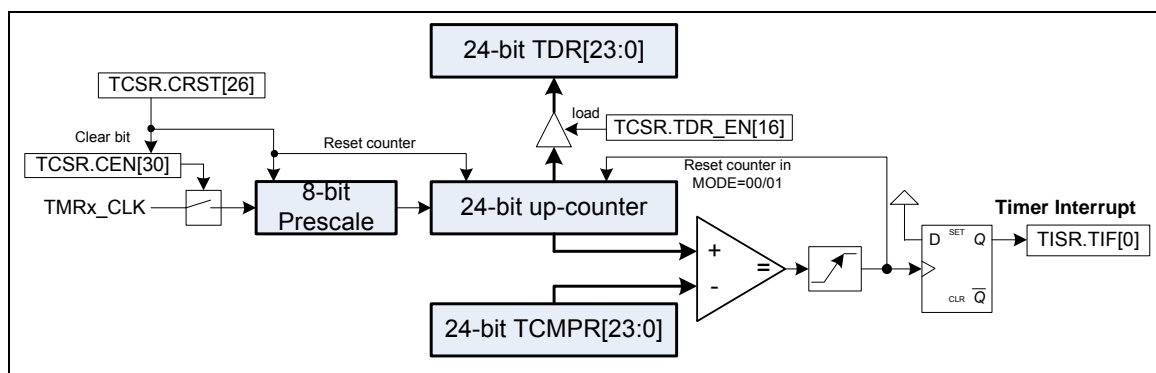 24-bit TDR[23:0]
TCSR.CRST[26]
load
TCSR.TDR_EN[16]
Clear bit
Reset counter
TCSR.CEN[30]
Reset counter in
MODE=00/01
TMRx_CLK
8-bit
Prescale
24-bit up-counter
Timer Interrupt
D SET Q
TISR.TIF[0]
+
=
-
CLR Q
24-bit TCMPR[23:0]